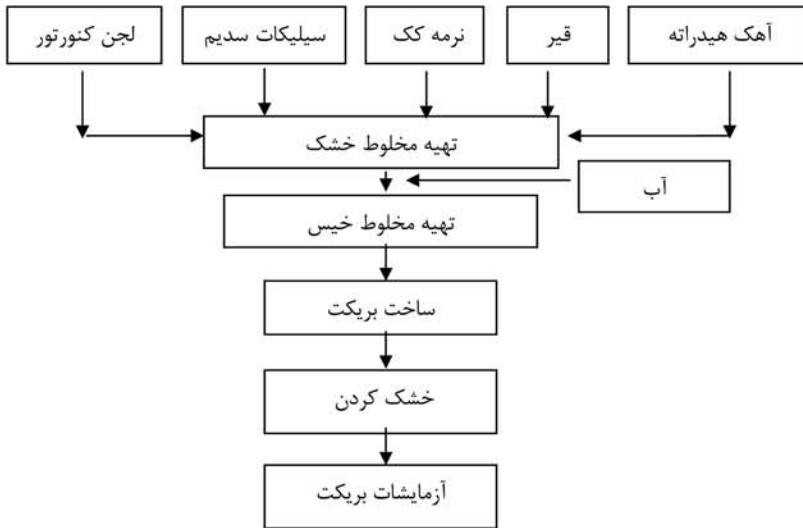 آهک هیدراته
قیر
نرمه کک
سیلیکات سدیم
لجن کنورتور
تهیه مخلوط خشک
آب
تهیه مخلوط خیس
ساخت بریکت
خشک کردن
آزمایشات بریکت